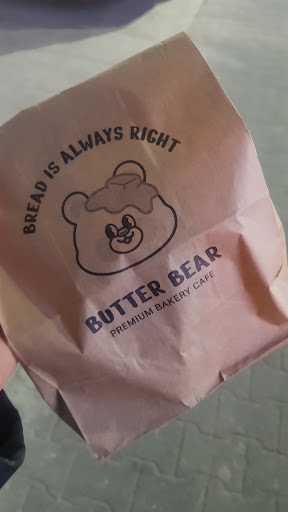 BREAD IS ALWAYS RIGHT
BUTTER BEAR
PREMIUM BAKERY CAFE